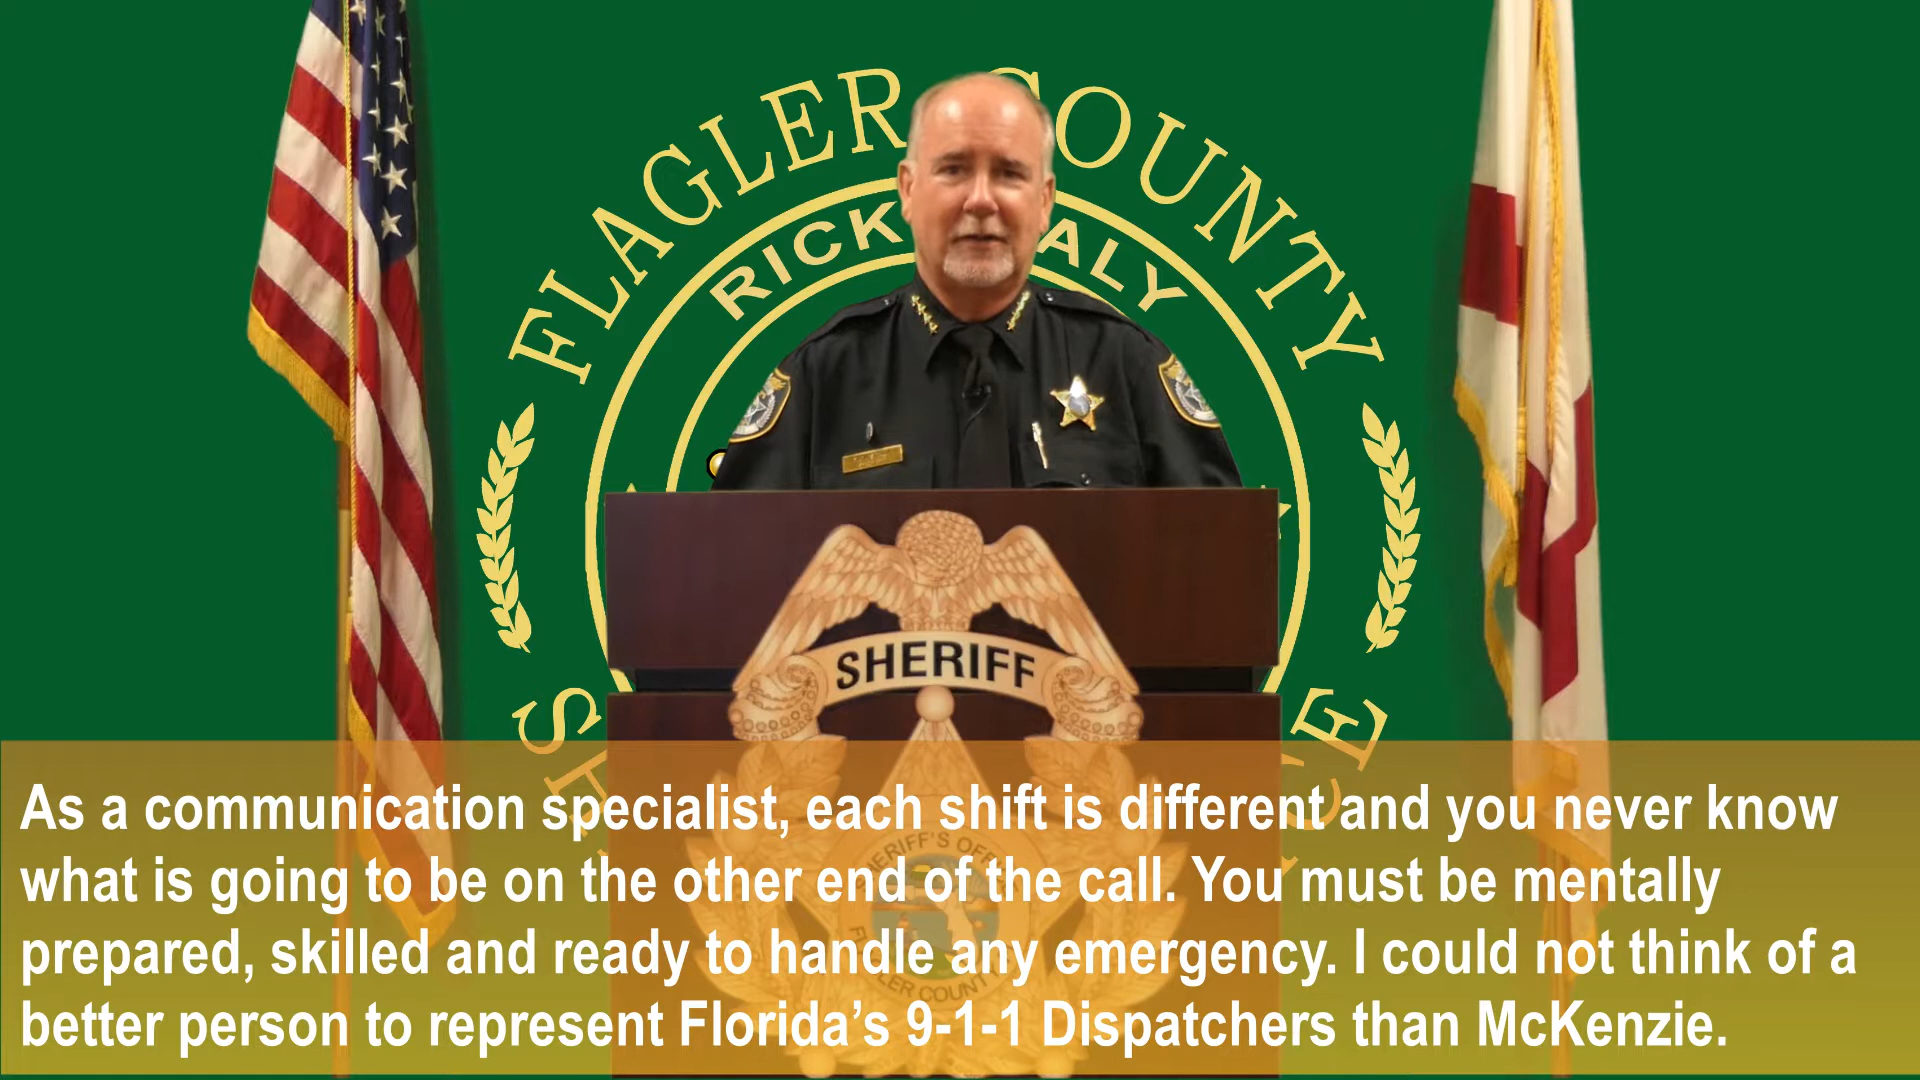 FLAGLER COUNTY
RICK ALY
SHERIFF
As a communication specialist, each shift is different and you never know
what is going to be on the other end of the call. You must be mentally
prepared, skilled and ready to handle any emergency. I could not think of a
better person to represent Florida’s 9-1-1 Dispatchers than McKenzie.